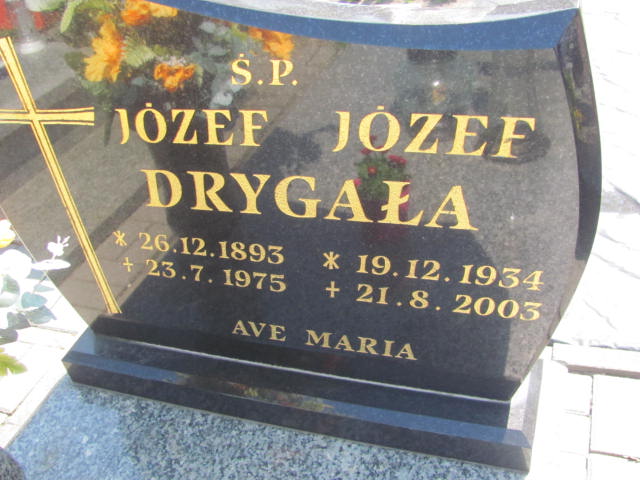 Ś.P.
JÓZEF JÓZEF
DRYGAŁA
* 26.12.1893 * 19.12.1934
+ 23.7.1975 + 21.8.2003
AVE MARIA